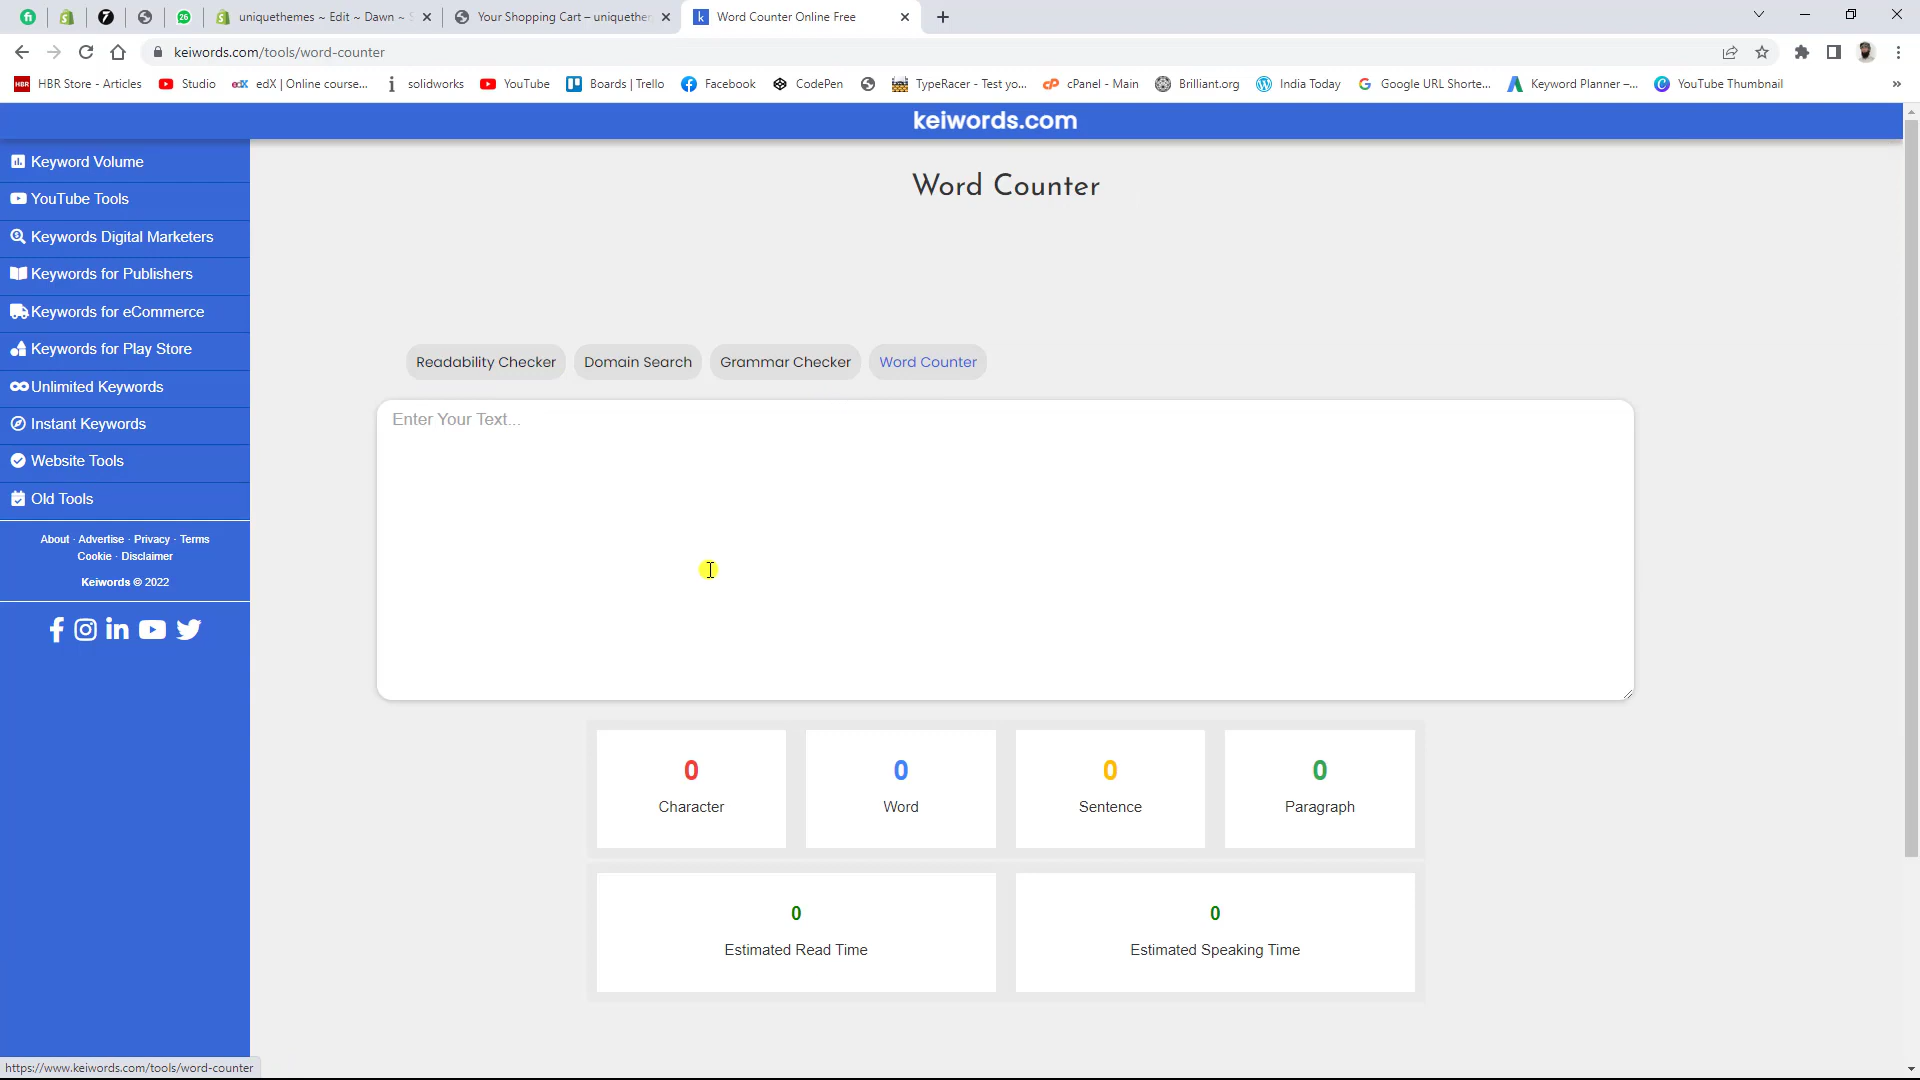 26
uniquethemes ~ Edit ~ Dawn ~ S
Your Shopping Cart – uniquethem
k
Word Counter Online Free
keiwords.com/tools/word-counter
HBR
HBR Store - Articles
Studio
edX
edX | Online course...
solidworks
YouTube
Boards | Trello
Facebook
CodePen
TypeRacer - Test yo...
cPanel - Main
Brilliant.org
India Today
Google URL Shorte...
Keyword Planner –...
YouTube Thumbnail
»
keiwords.com
Keyword Volume
YouTube Tools
Keywords Digital Marketers
Keywords for Publishers
Keywords for eCommerce
Keywords for Play Store
Unlimited Keywords
Instant Keywords
Website Tools
Old Tools
About · Advertise · Privacy · Terms
Cookie · Disclaimer
Keiwords © 2022
Word Counter
Readability Checker
Domain Search
Grammar Checker
Word Counter
Enter Your Text...
0
Character
0
Word
0
Sentence
0
Paragraph
0
Estimated Read Time
0
Estimated Speaking Time
https://www.keiwords.com/tools/word-counter